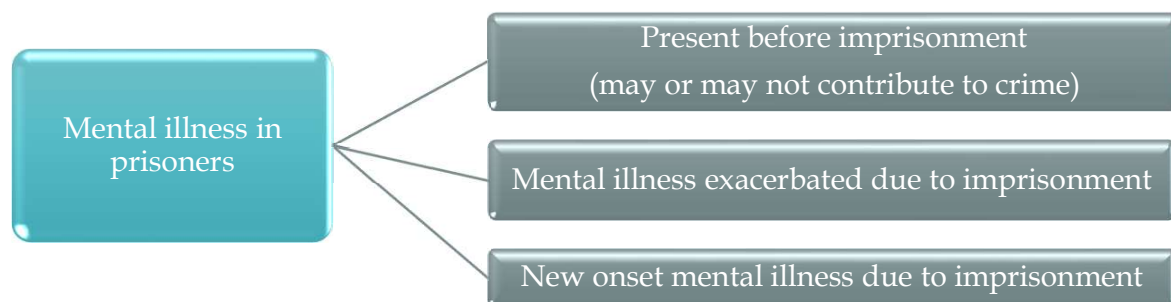 Mental illness in
prisoners
Present before imprisonment
(may or may not contribute to crime)
Mental illness exacerbated due to imprisonment
New onset mental illness due to imprisonment